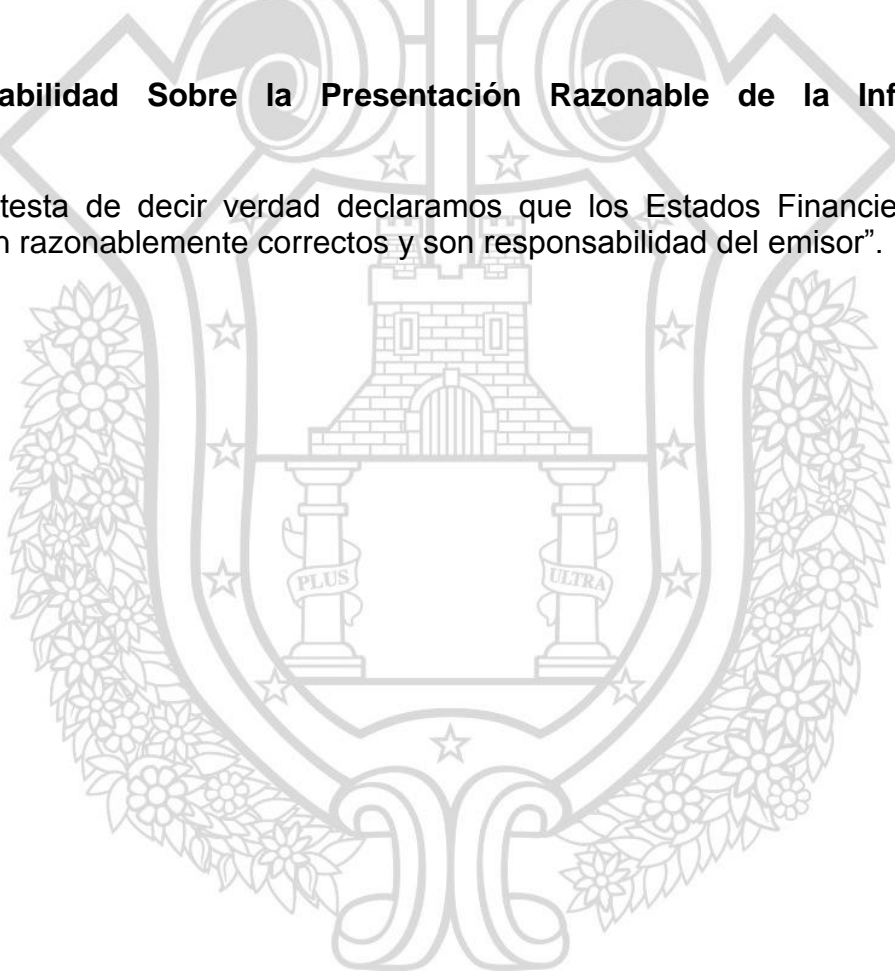 abilidad Sobre la Presentación Razonable de la Inf
testa de decir verdad declaramos que los Estados Financie
n razonablemente correctos y son responsabilidad del emisor”.
PLUS
ULTRA